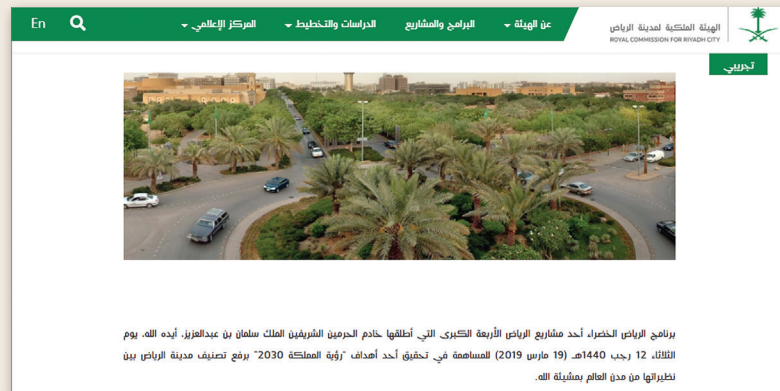 الهيئة الملكية لمدينة الرياض
ROYAL COMMISSION FOR RIYADH CITY
عن الهيئة
البرامج والمشاريع
الدراسات والتخطيط
المركز الإعلامي
En
تجريبي
برنامج الرياض الخضراء أحد مشاريع الرياض الأربعة الكبرى التي أطلقها خادم الحرمين الشريفين الملك سلمان بن عبدالعزيز، أيده الله، يوم
الثلاثاء 12 رجب 1440هـ (19 مارس 2019) للمساهمة في تحقيق أحد أهداف "رؤية المملكة 2030" برفع تصنيف مدينة الرياض بين
نظيراتها من مدن العالم بمشيئة الله.